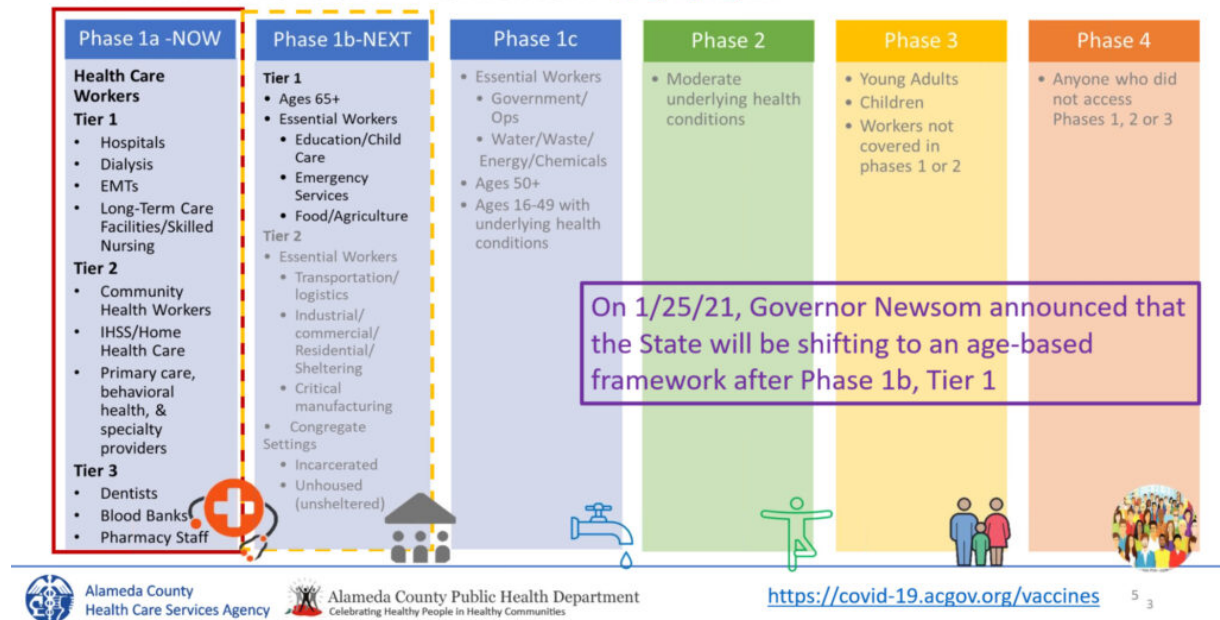 Phase 1a -NOW
Health Care
Workers
Tier 1
• Hospitals
• Dialysis
• EMTs
• Long-Term Care
Facilities/Skilled
Nursing
Tier 2
• Community
Health Workers
• IHSS/Home
Health Care
• Primary care,
behavioral
health, &
specialty
providers
Tier 3
• Dentists
• Blood Banks
• Pharmacy Staff
Phase 1b-NEXT
Tier 1
• Ages 65+
• Essential Workers
• Education/Child
Care
• Emergency
Services
• Food/Agriculture
Tier 2
• Essential Workers
• Transportation/
logistics
• Industrial/
commercial/
Residential/
Sheltering
• Critical
manufacturing
• Congregate
Settings
• Incarcerated
• Unhoused
(unsheltered)
Phase 1c
• Essential Workers
• Government/
Ops
• Water/Waste/
Energy/Chemicals
• Ages 50+
• Ages 16-49 with
underlying health
conditions
Phase 2
• Moderate
underlying health
conditions
Phase 3
• Young Adults
• Children
• Workers not
covered in
phases 1 or 2
Phase 4
• Anyone who did
not access
Phases 1, 2 or 3
On 1/25/21, Governor Newsom announced that
the State will be shifting to an age-based
framework after Phase 1b, Tier 1
Alameda County
Health Care Services Agency
Alameda County Public Health Department
Celebrating Healthy People in Healthy Communities
https://covid-19.acgov.org/vaccines
5
3